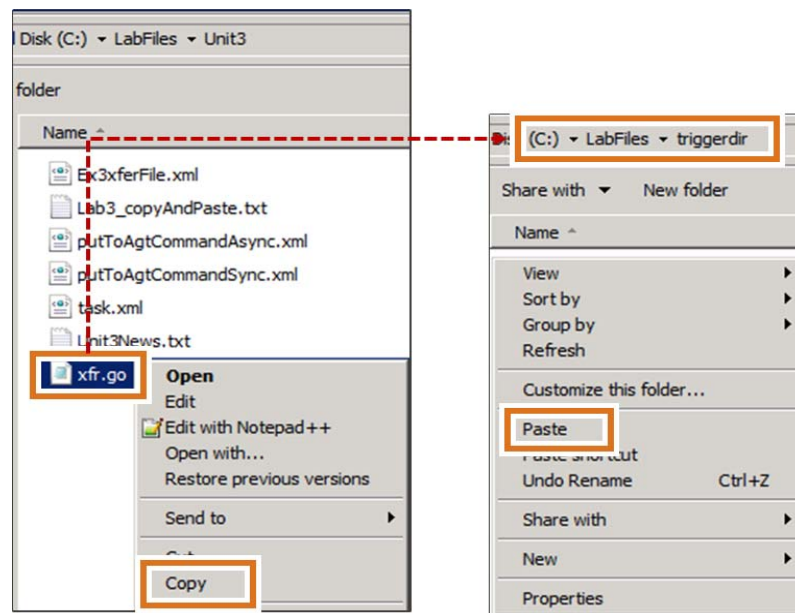 Disk (C:) LabFiles Unit3
folder
Name
Ex3xferFile.xml
Lab3_copyAndPaste.txt
putToAgtCommandAsync.xml
putToAgtCommandSync.xml
task.xml
Unit3News.txt
xfr.go
Open
Edit
Edit with Notepad++
Open with...
Restore previous versions
Send to
Cut
Copy
(C:) LabFiles triggerdir
Share with New folder
Name
View
Sort by
Group by
Refresh
Customize this folder...
Paste
Paste shortcut
Undo Rename Ctrl+Z
Share with
New
Properties